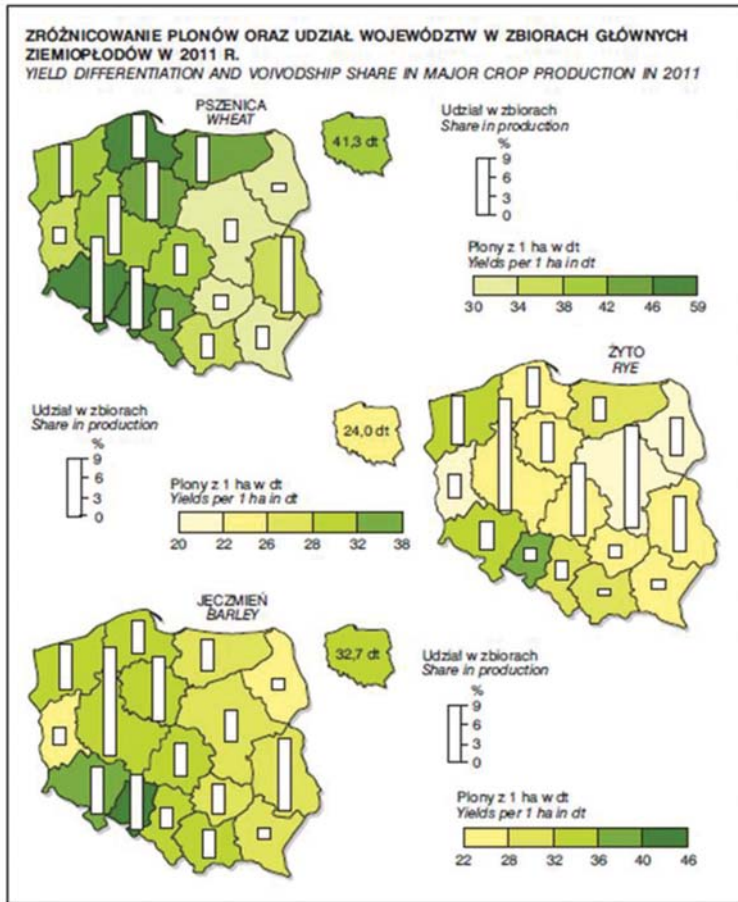 ZRÓŻNICOWANIE PLONÓW ORAZ UDZIAŁ WOJEWÓDZTW W ZBIORACH GŁÓWNYCH
ZIEMIOPŁODÓW W 2011 R.
YIELD DIFFERENTIATION AND VOIVODSHIP SHARE IN MAJOR CROP PRODUCTION IN 2011
PSZENICA
WHEAT
41,3 dt
Udział w zbiorach
Share in production
%
9
6
3
0
Plony z 1 ha w dt
Yields per 1 ha in dt
30 34 38 42 46 59
ŻYTO
RYE
24,0 dt
Udział w zbiorach
Share in production
%
9
6
3
0
Plony z 1 ha w dt
Yields per 1 ha in dt
20 22 26 28 32 38
JĘCZMIEŃ
BARLEY
32,7 dt
Udział w zbiorach
Share in production
%
9
6
3
0
Plony z 1 ha w dt
Yields per 1 ha in dt
22 28 32 36 40 46